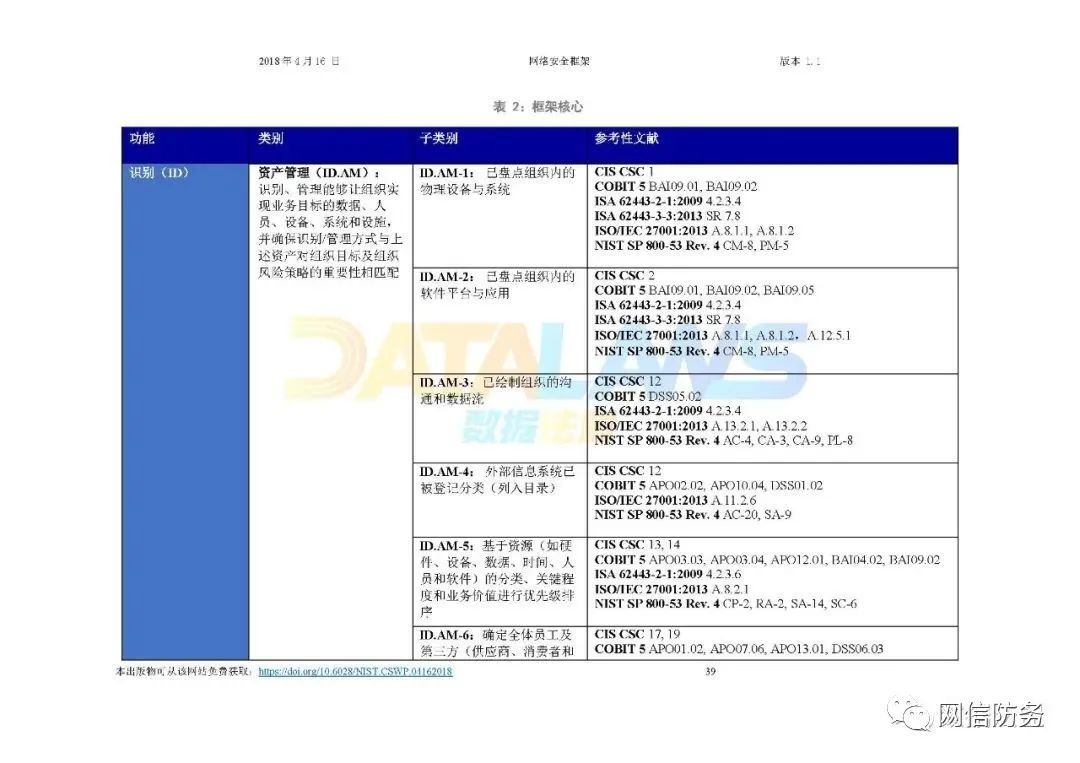 2018年4月16日 网络安全框架 版本 1.1
表 2：框架核心
功能 类别 子类别 参考性文献
识别（ID）
资产管理（ID.AM）：
识别、管理能够让组织实
现业务目标的数据、人
员、设备、系统和设施，
并确保识别/管理方式与上
述资产对组织目标及组织
风险策略的重要性相匹配
ID.AM-1： 已盘点组织内的
物理设备与系统
CIS CSC 1
COBIT 5 BAI09.01, BAI09.02
ISA 62443-2-1:2009 4.2.3.4
ISA 62443-3-3:2013 SR 7.8
ISO/IEC 27001:2013 A.8.1.1, A.8.1.2
NIST SP 800-53 Rev. 4 CM-8, PM-5
ID.AM-2： 已盘点组织内的
软件平台与应用
CIS CSC 2
COBIT 5 BAI09.01, BAI09.02, BAI09.05
ISA 62443-2-1:2009 4.2.3.4
ISA 62443-3-3:2013 SR 7.8
ISO/IEC 27001:2013 A.8.1.1, A.8.1.2，A.12.5.1
NIST SP 800-53 Rev. 4 CM-8, PM-5
ID.AM-3：已绘制组织的沟
通和数据流
CIS CSC 12
COBIT 5 DSS05.02
ISA 62443-2-1:2009 4.2.3.4
ISO/IEC 27001:2013 A.13.2.1, A.13.2.2
NIST SP 800-53 Rev. 4 AC-4, CA-3, CA-9, PL-8
ID.AM-4： 外部信息系统已
被登记分类（列入目录）
CIS CSC 12
COBIT 5 APO02.02, APO10.04, DSS01.02
ISO/IEC 27001:2013 A.11.2.6
NIST SP 800-53 Rev. 4 AC-20, SA-9
ID.AM-5：基于资源（如硬
件、设备、数据、时间、人
员和软件）的分类、关键程
度和业务价值进行优先级排
序
CIS CSC 13, 14
COBIT 5 APO03.03, APO03.04, APO12.01, BAI04.02, BAI09.02
ISA 62443-2-1:2009 4.2.3.6
ISO/IEC 27001:2013 A.8.2.1
NIST SP 800-53 Rev. 4 CP-2, RA-2, SA-14, SC-6
ID.AM-6：确定全体员工及
第三方（供应商、消费者和
CIS CSC 17, 19
COBIT 5 APO01.02, APO07.06, APO13.01, DSS06.03
DATALAWS
数据法
本出版物可从该网站免费获取：https://doi.org/10.6028/NIST.CSWP.04162018 39
网信防务